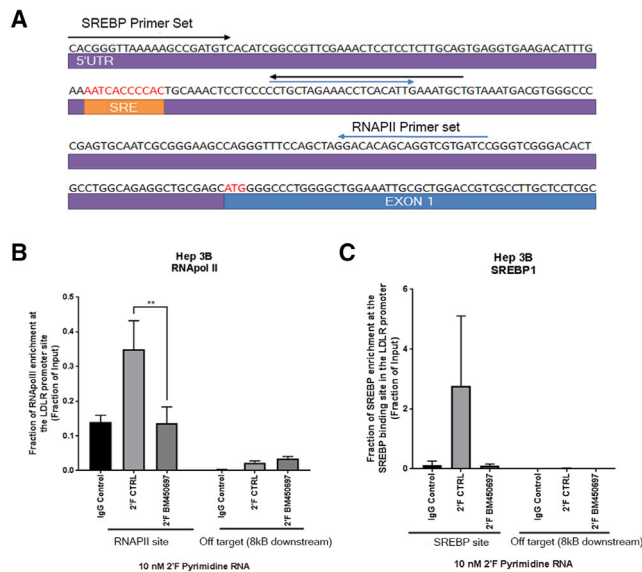 A
SREBP Primer Set
CACGGGTTAAAAAGCCGATGTCACATCGGCCGTTCGAAACTCCTCCTCTTGCAGTGAGGTGAAGACATTTG
5'UTR
AAAATCACCCCACTGCAAACTCCTCCCCCTGCTAGAAACCTCACATTGAAATGCTGTAAATGACGTGGGCCC
SRE
RNAPII Primer set
CGAGTGCAATCGCGGGAAGCCAGGGTTTCCAGCTAGGACACAGCAGGTCGTGATCCGGGTCGGGACACT
GCCTGGCAGAGGCTGCGAGCATGGGGCCCTGGGGCTGGAAATTGCGCTGGACCGTCGCCTTGCTCCTCGC
EXON 1
B
Hep 3B
RNApol II
Fraction of RNApolII enrichment at
the LDLR promoter site
(Fraction of Input)
0.5
0.4
0.3
0.2
0.1
0.0
**
IgG Control
2'F CTRL
2'F BM450697
IgG Control
2'F CTRL
2'F BM450697
RNAPII site
Off target (8kB downstream)
10 nM 2'F Pyrimidine RNA
C
Hep 3B
SREBP1
Fraction of SREBP enrichment at the
SREBP binding site in the LDLR promoter
(Fraction of Input)
6
4
2
0
IgG Control
2'F CTRL
2'F BM450697
IgG Control
2'F CTRL
2'F BM450697
SREBP site
Off target (8kB downstream)
10 nM 2'F Pyrimidine RNA